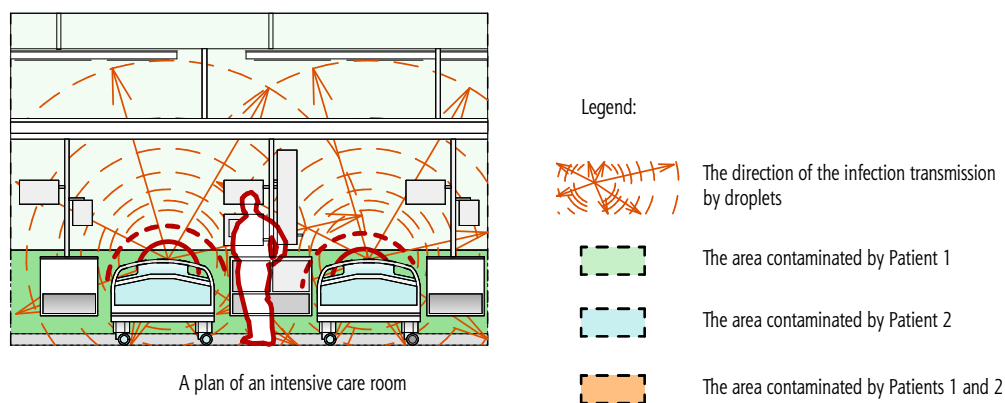 A plan of an intensive care room
Legend:
The direction of the infection transmission
by droplets
The area contaminated by Patient 1
The area contaminated by Patient 2
The area contaminated by Patients 1 and 2